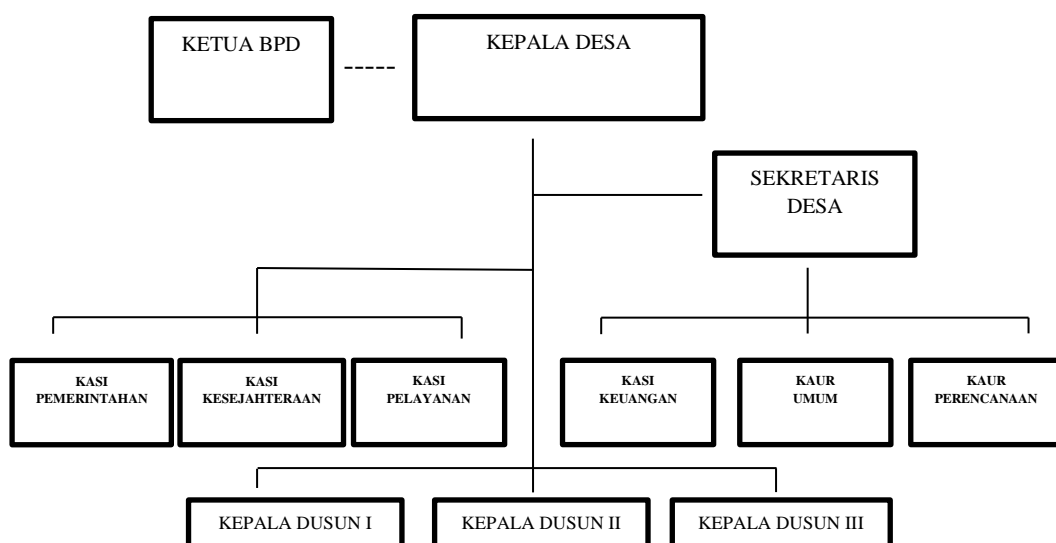 KETUA BPD
KEPALA DESA
SEKRETARIS
DESA
KASI
PEMERINTAHAN
KASI
KESEJAHTERAAN
KASI
PELAYANAN
KASI
KEUANGAN
KAUR
UMUM
KAUR
PERENCANAAN
KEPALA DUSUN I
KEPALA DUSUN II
KEPALA DUSUN III